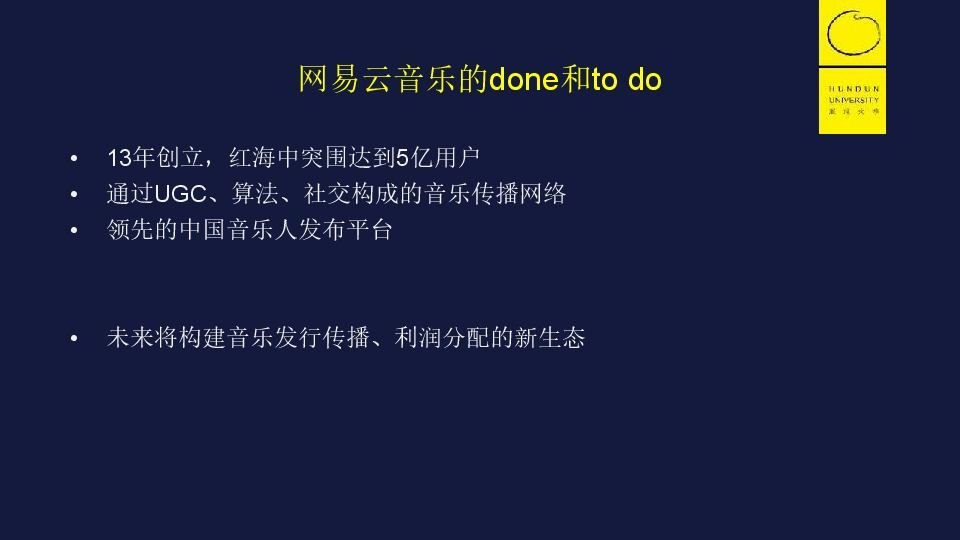 网易云音乐的done和to do
HUNDUN
UNIVERSITY
• 13年创立，红海中突围达到5亿用户
• 通过UGC、算法、社交构成的音乐传播网络
• 领先的中国音乐人发布平台
• 未来将构建音乐发行传播、利润分配的新生态